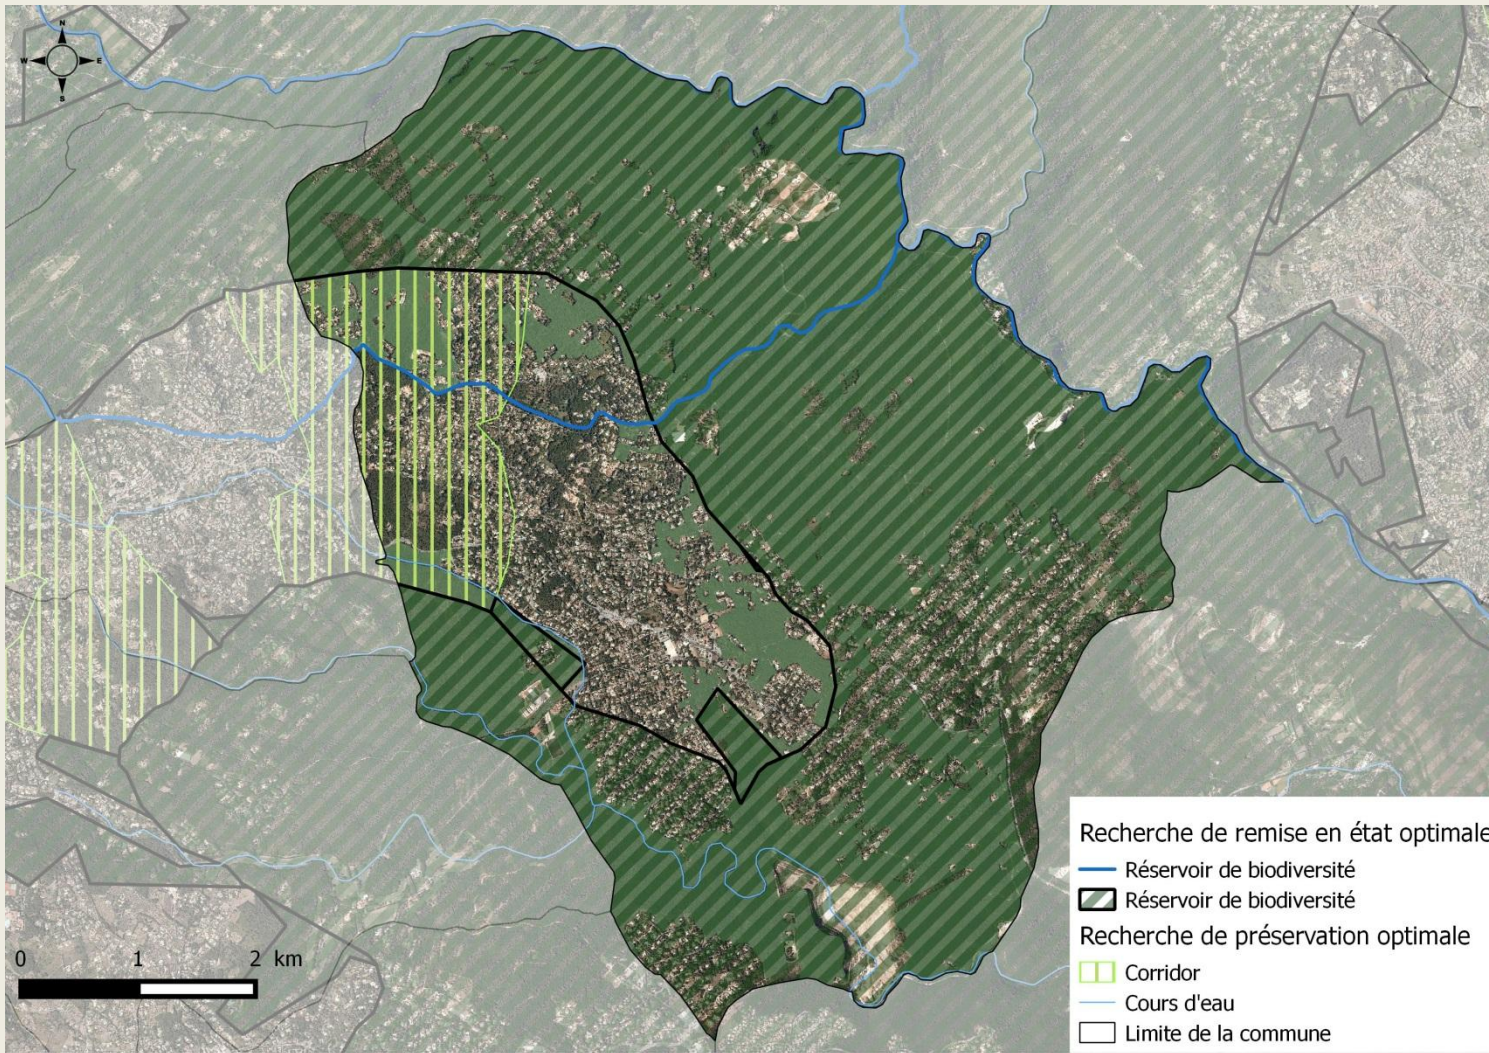 N
W E
S
Recherche de remise en état optimale
Réservoir de biodiversité
Réservoir de biodiversité
Recherche de préservation optimale
Corridor
Cours d'eau
Limite de la commune
0 1 2 km